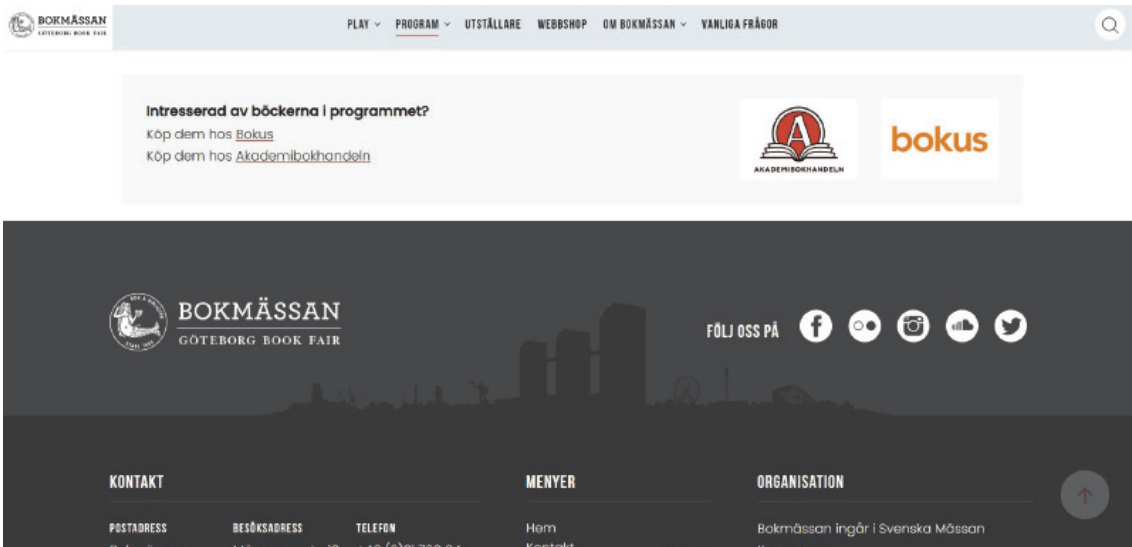 BOKMÄSSAN
GÖTEBORG BOOK FAIR
PLAY PROGRAM UTSTÄLLARE WEBBSHOP OM BOKMÄSSAN VANLIGA FRÅGOR
Intresserad av böckerna i programmet?
Köp dem hos Bokus
Köp dem hos Akademibokhandeln
A
AKADEMIBOKHANDELN
bokus
BOKMÄSSAN
GÖTEBORG BOOK FAIR
FÖLJ OSS PÅ
KONTAKT
MENYER
ORGANISATION
POSTADRESS BESÖKSADRESS TELEFON
Hem
Bokmässan ingår i Svenska Mässan
Kontakt